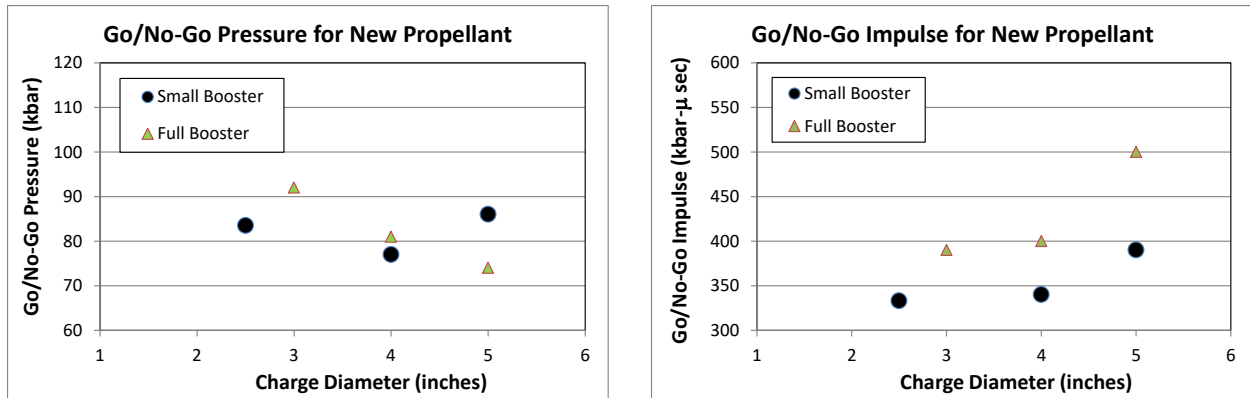 Go/No-Go Pressure for New Propellant
Go/No-Go Pressure (kbar)
120
110
100
90
80
70
60
Small Booster
Full Booster
1 2 3 4 5 6
Charge Diameter (inches)
Go/No-Go Impulse for New Propellant
Go/No-Go Impulse (kbar-μ sec)
600
550
500
450
400
350
300
Small Booster
Full Booster
1 2 3 4 5 6
Charge Diameter (inches)